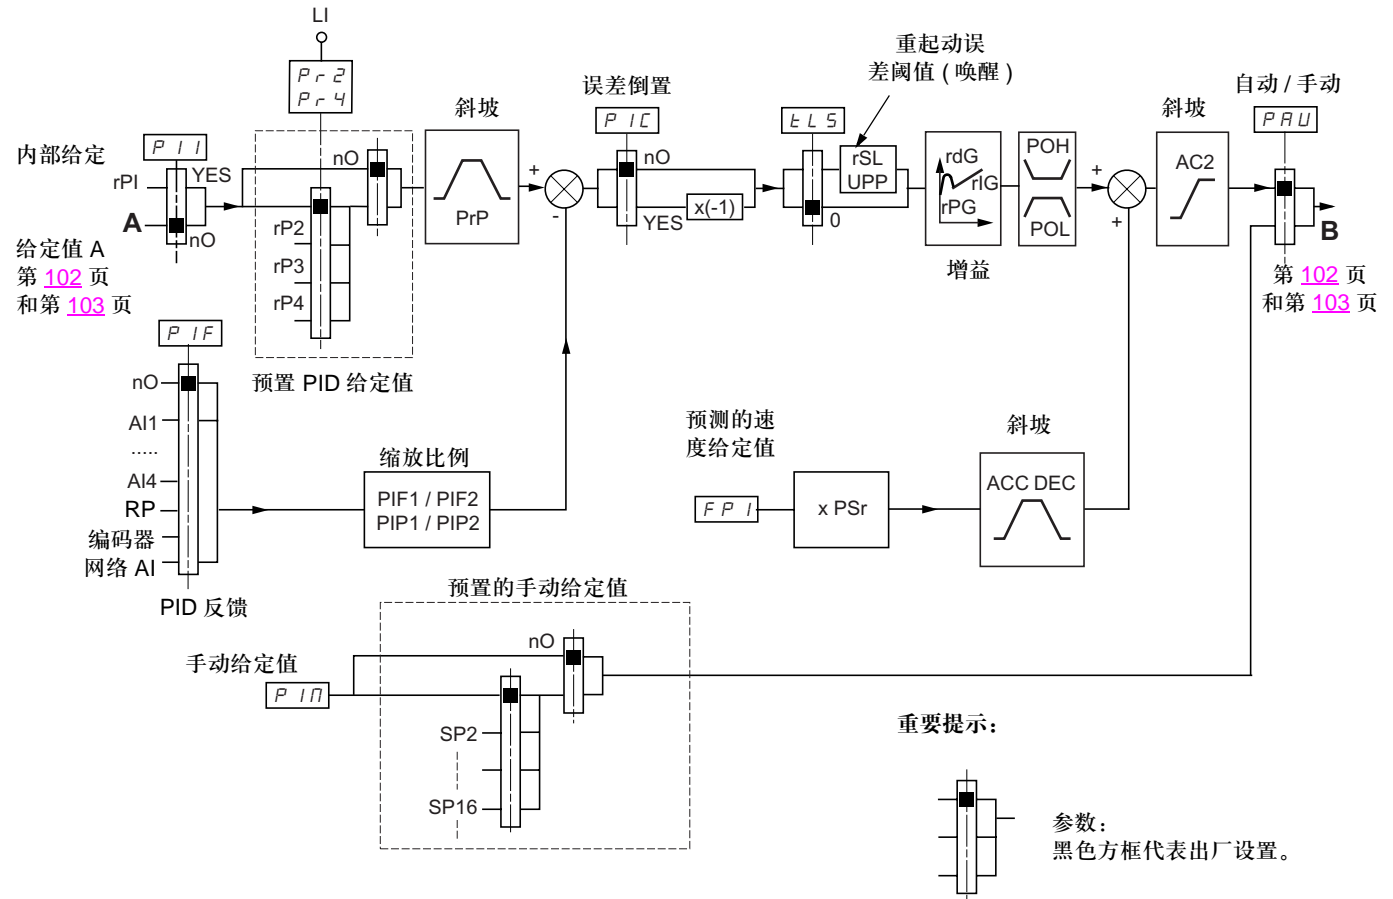 LI
Pr2
Pr4
重起动误
差阈值 ( 唤醒 )
误差倒置
PIC
tLS
自动 / 手动
PAU
斜坡
斜坡
内部给定
PII
rPI
YES
A
nO
给定值 A
第 102 页
和第 103 页
nO
rP2
rP3
rP4
预置 PID 给定值
PrP
+
-
nO
YES
x(-1)
rSL
UPP
0
rdG
rIG
rPG
增益
POH
POL
+
+
AC2
B
第 102 页
和第 103 页
PIF
nO
AI1
.....
AI4
RP
编码器
网络 AI
PID 反馈
缩放比例
PIF1 / PIF2
PIP1 / PIP2
预测的速
度给定值
FPI
x PSr
斜坡
ACC DEC
预置的手动给定值
手动给定值
PIM
nO
SP2
SP16
重要提示：
参数：
黑色方框代表出厂设置。